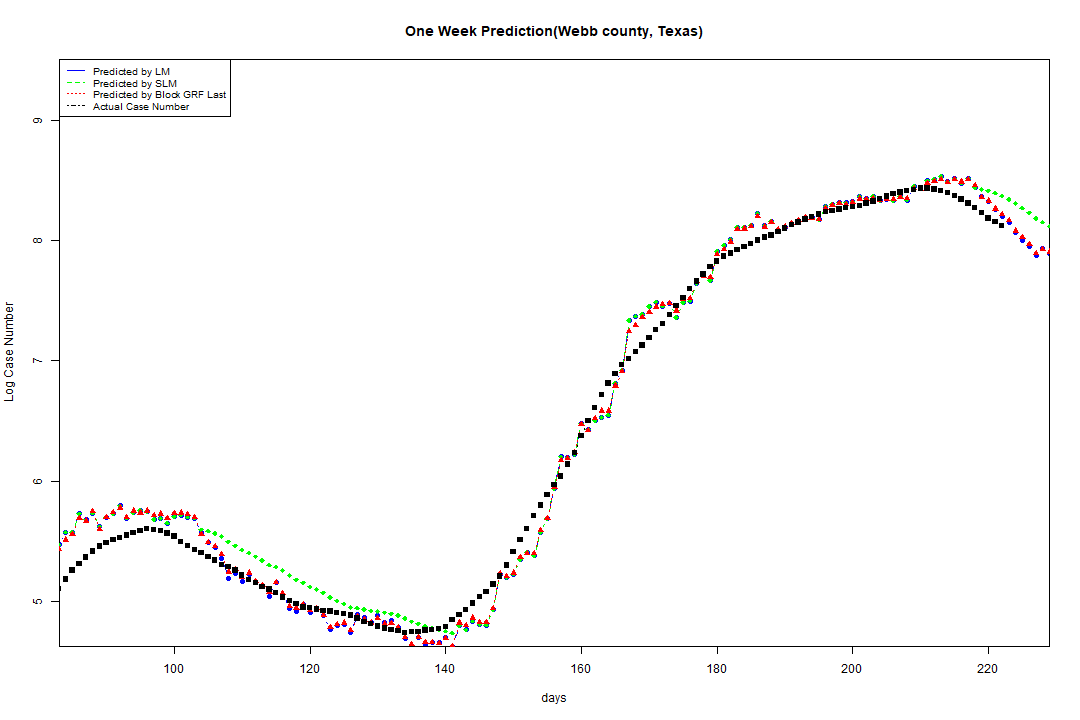 One Week Prediction(Webb county, Texas)
Predicted by LM
Predicted by SLM
Predicted by Block GRF Last
Actual Case Number
9
8
7
6
5
Log Case Number
100 120 140 160 180 200 220
days